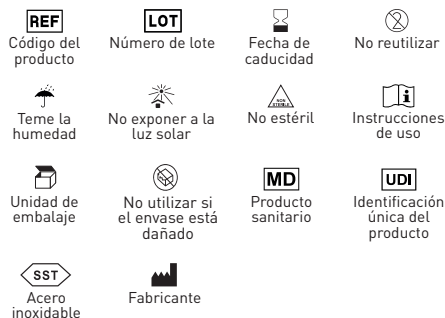 REF
LOT
Código del
producto
Número de lote
Fecha de
caducidad
No reutilizar
NON
STERILE
Teme la
humedad
No exponer a la
luz solar
No estéril
Instrucciones
de uso
MD
UDI
Unidad de
embalaje
No utilizar si
el envase está
dañado
Producto
sanitario
Identificación
única del
producto
SST
Acero
inoxidable
Fabricante